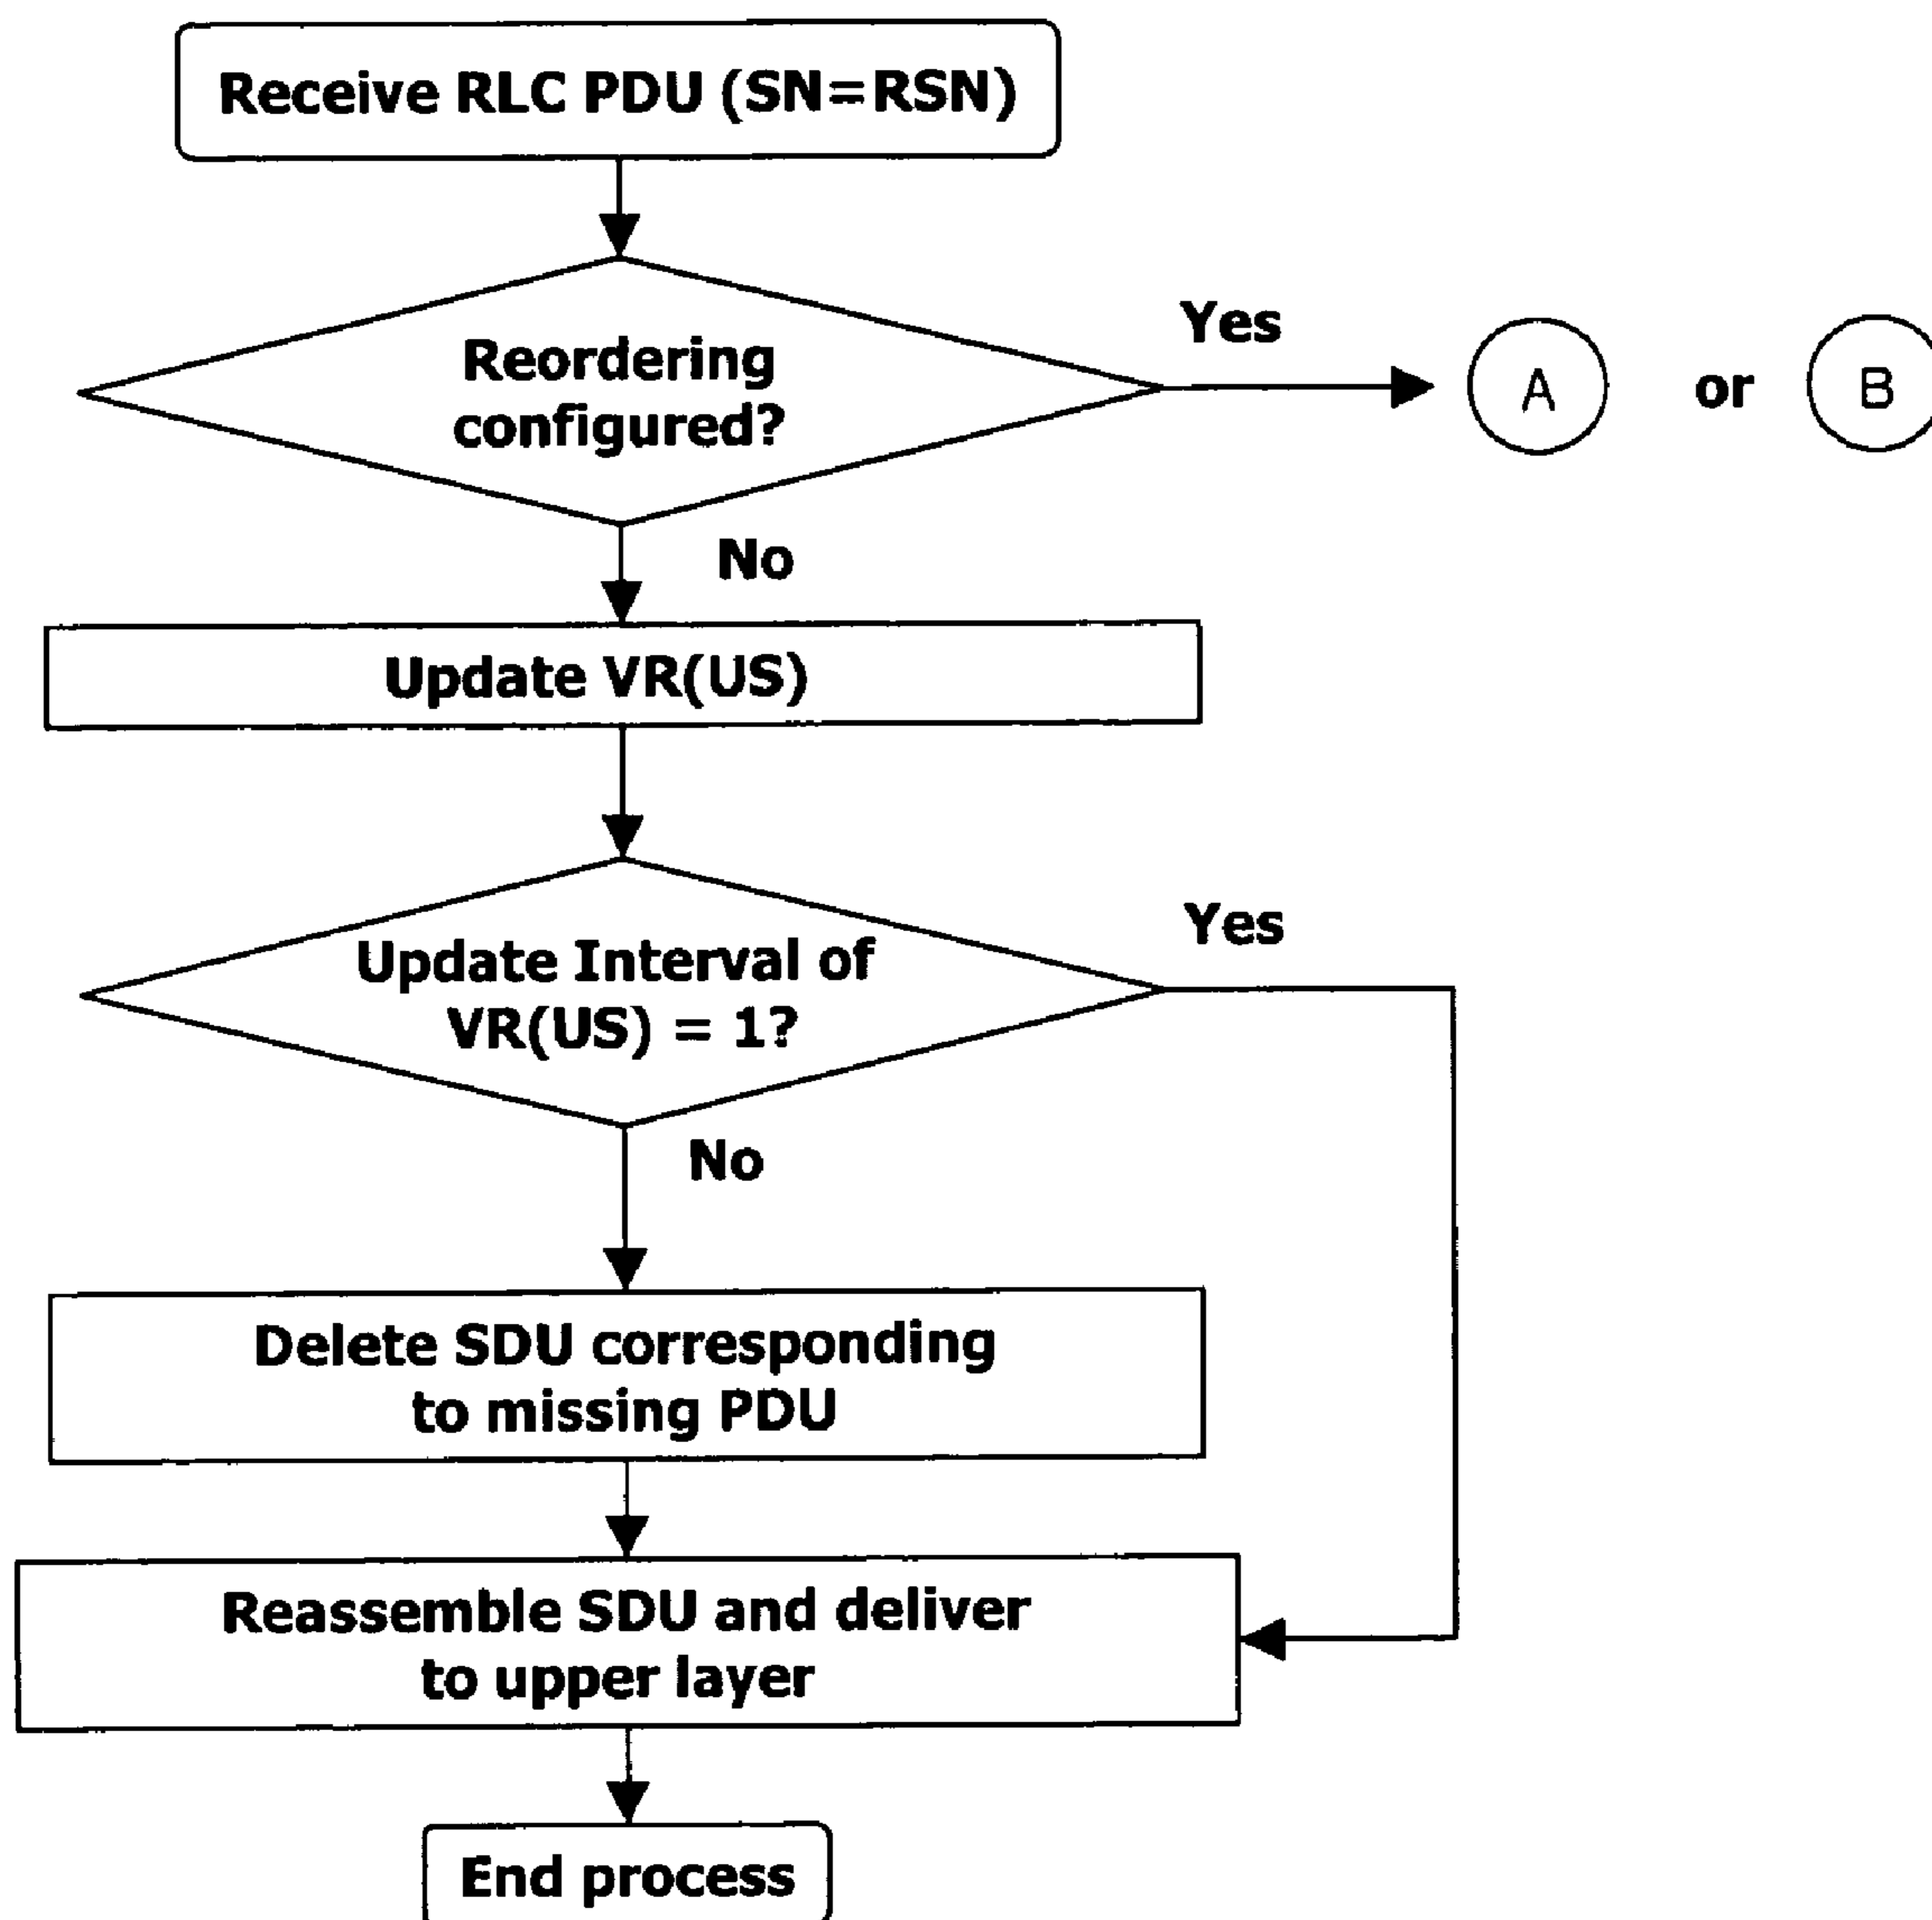 Receive RLC PDU (SN=RSN)
Yes
Reordering
configured?
A or B
No
Update VR(US)
Yes
Update Interval of
VR(US) = 1?
No
Delete SDU corresponding
to missing PDU
Reassemble SDU and deliver
to upper layer
End process